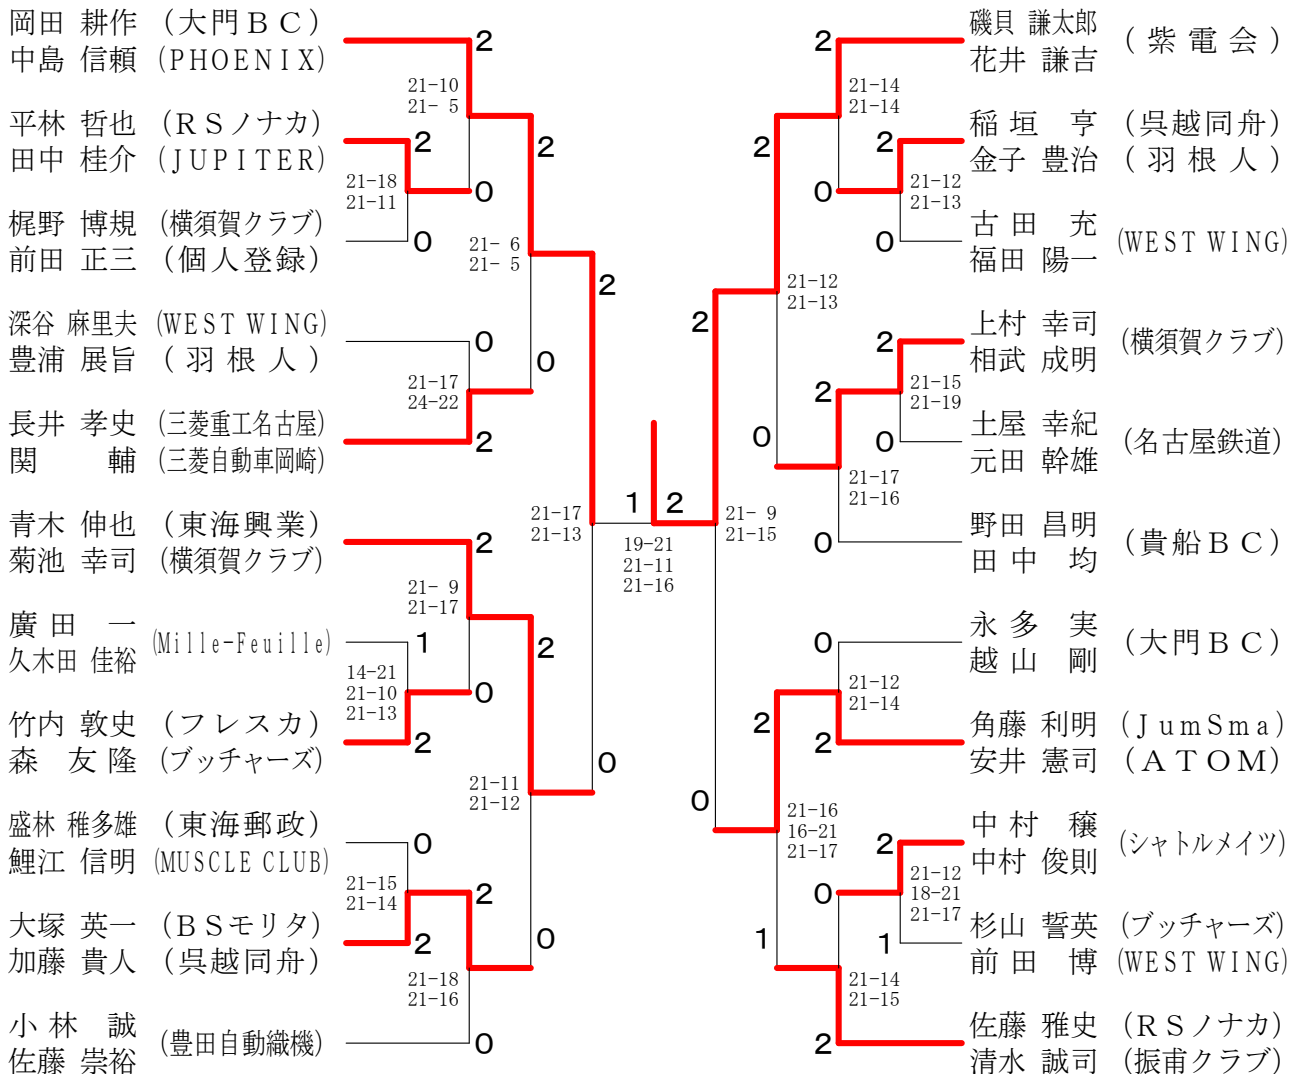 岡田 耕作 (大門ＢＣ)
中島 信頼 (PHOENIX)
2
21-10
21- 5
平林 哲也 (ＲＳノナカ)
田中 桂介 (JUPITER)
2
2
21-18
21-11
0
梶野 博規 (横須賀クラブ)
前田 正三 (個人登録)
0
21- 6
21- 5
2
深谷 麻里夫 (WEST WING)
豊浦 展旨 (羽根人)
0
0
21-17
24-22
長井 孝史 (三菱重工名古屋)
関 輔 (三菱自動車岡崎)
2
21-17
21-13
1
青木 伸也 (東海興業)
菊池 幸司 (横須賀クラブ)
2
21- 9
21-17
廣田 一 (Mille-Feuille)
久木田 佳裕
1
2
14-21
21-10
21-13
0
竹内 敦史 (フレスカ)
森 友隆 (ブッチャーズ)
2
21-11
21-12
0
盛林 稚多雄 (東海郵政)
鯉江 信明 (MUSCLE CLUB)
0
21-15
21-14
2
大塚 英一 (ＢＳモリタ)
加藤 貴人 (呉越同舟)
2
0
21-18
21-16
小林 誠 (豊田自動織機)
佐藤 崇裕
0
2
19-21
21-11
21-16
磯貝 謙太郎 (紫電会)
花井 謙吉
2
21-14
21-14
稲垣 亨 (呉越同舟)
金子 豊治 (羽根人)
2
2
0
21-12
21-13
古田 充 (WEST WING)
福田 陽一
0
21-12
21-13
2
上村 幸司 (横須賀クラブ)
相武 成明
2
2
21-15
21-19
土屋 幸紀 (名古屋鉄道)
元田 幹雄
0
0
21-17
21-16
野田 昌明 (貴船ＢＣ)
田中 均
0
21- 9
21-15
永多 実 (大門ＢＣ)
越山 剛
0
21-12
21-14
角藤 利明 (ＪumSma)
安井 憲司 (ＡＴＯＭ)
2
2
0
21-16
16-21
21-17
中村 穣 (シャトルメイツ)
中村 俊則
2
0
21-12
18-21
21-17
杉山 誓英 (ブッチャーズ)
前田 博 (WEST WING)
1
1
21-14
21-15
佐藤 雅史 (ＲＳノナカ)
清水 誠司 (振甫クラブ)
2